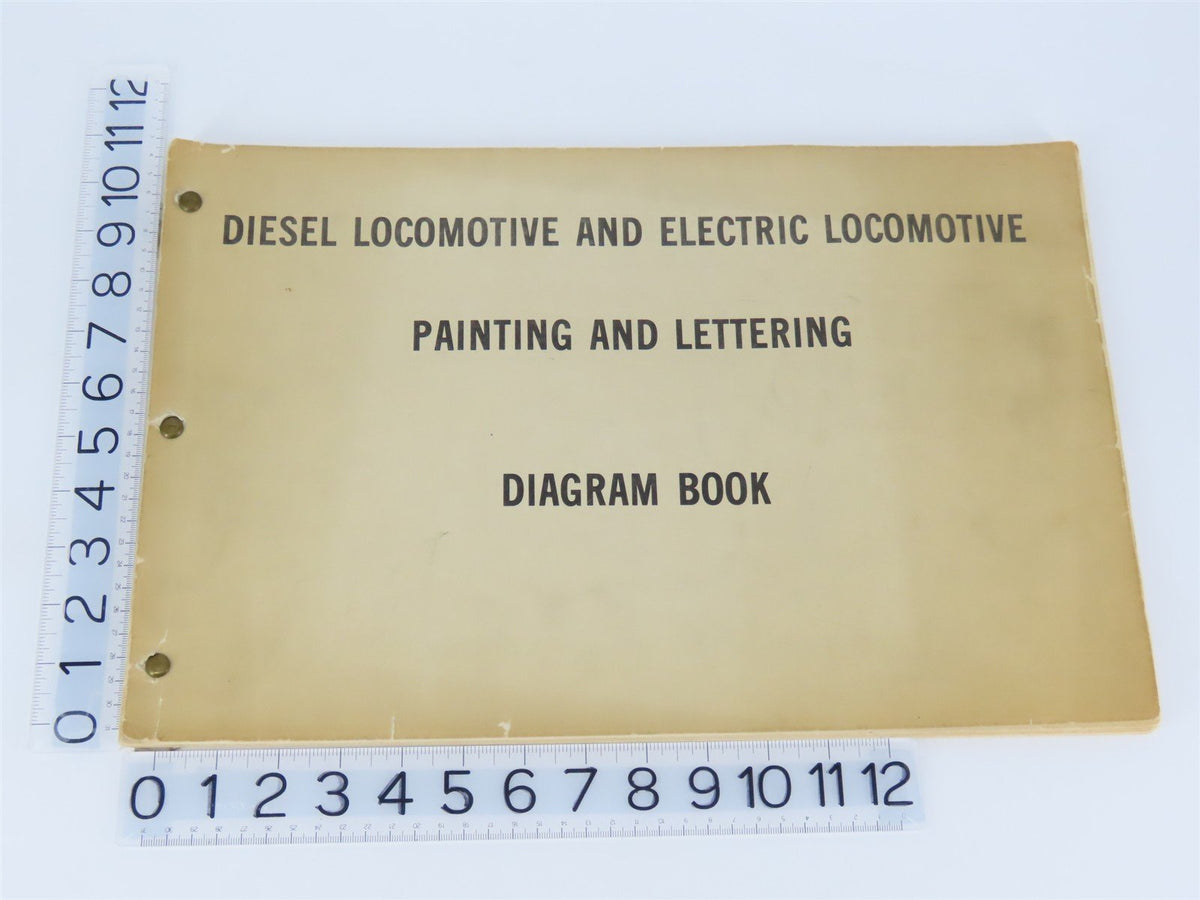 DIESEL LOCOMOTIVE AND ELECTRIC LOCOMOTIVE
PAINTING AND LETTERING
DIAGRAM BOOK
0 1 2 3 4 5 6 7 8 9 10 11 12
0 1 2 3 4 5 6 7 8 9 10 11 12